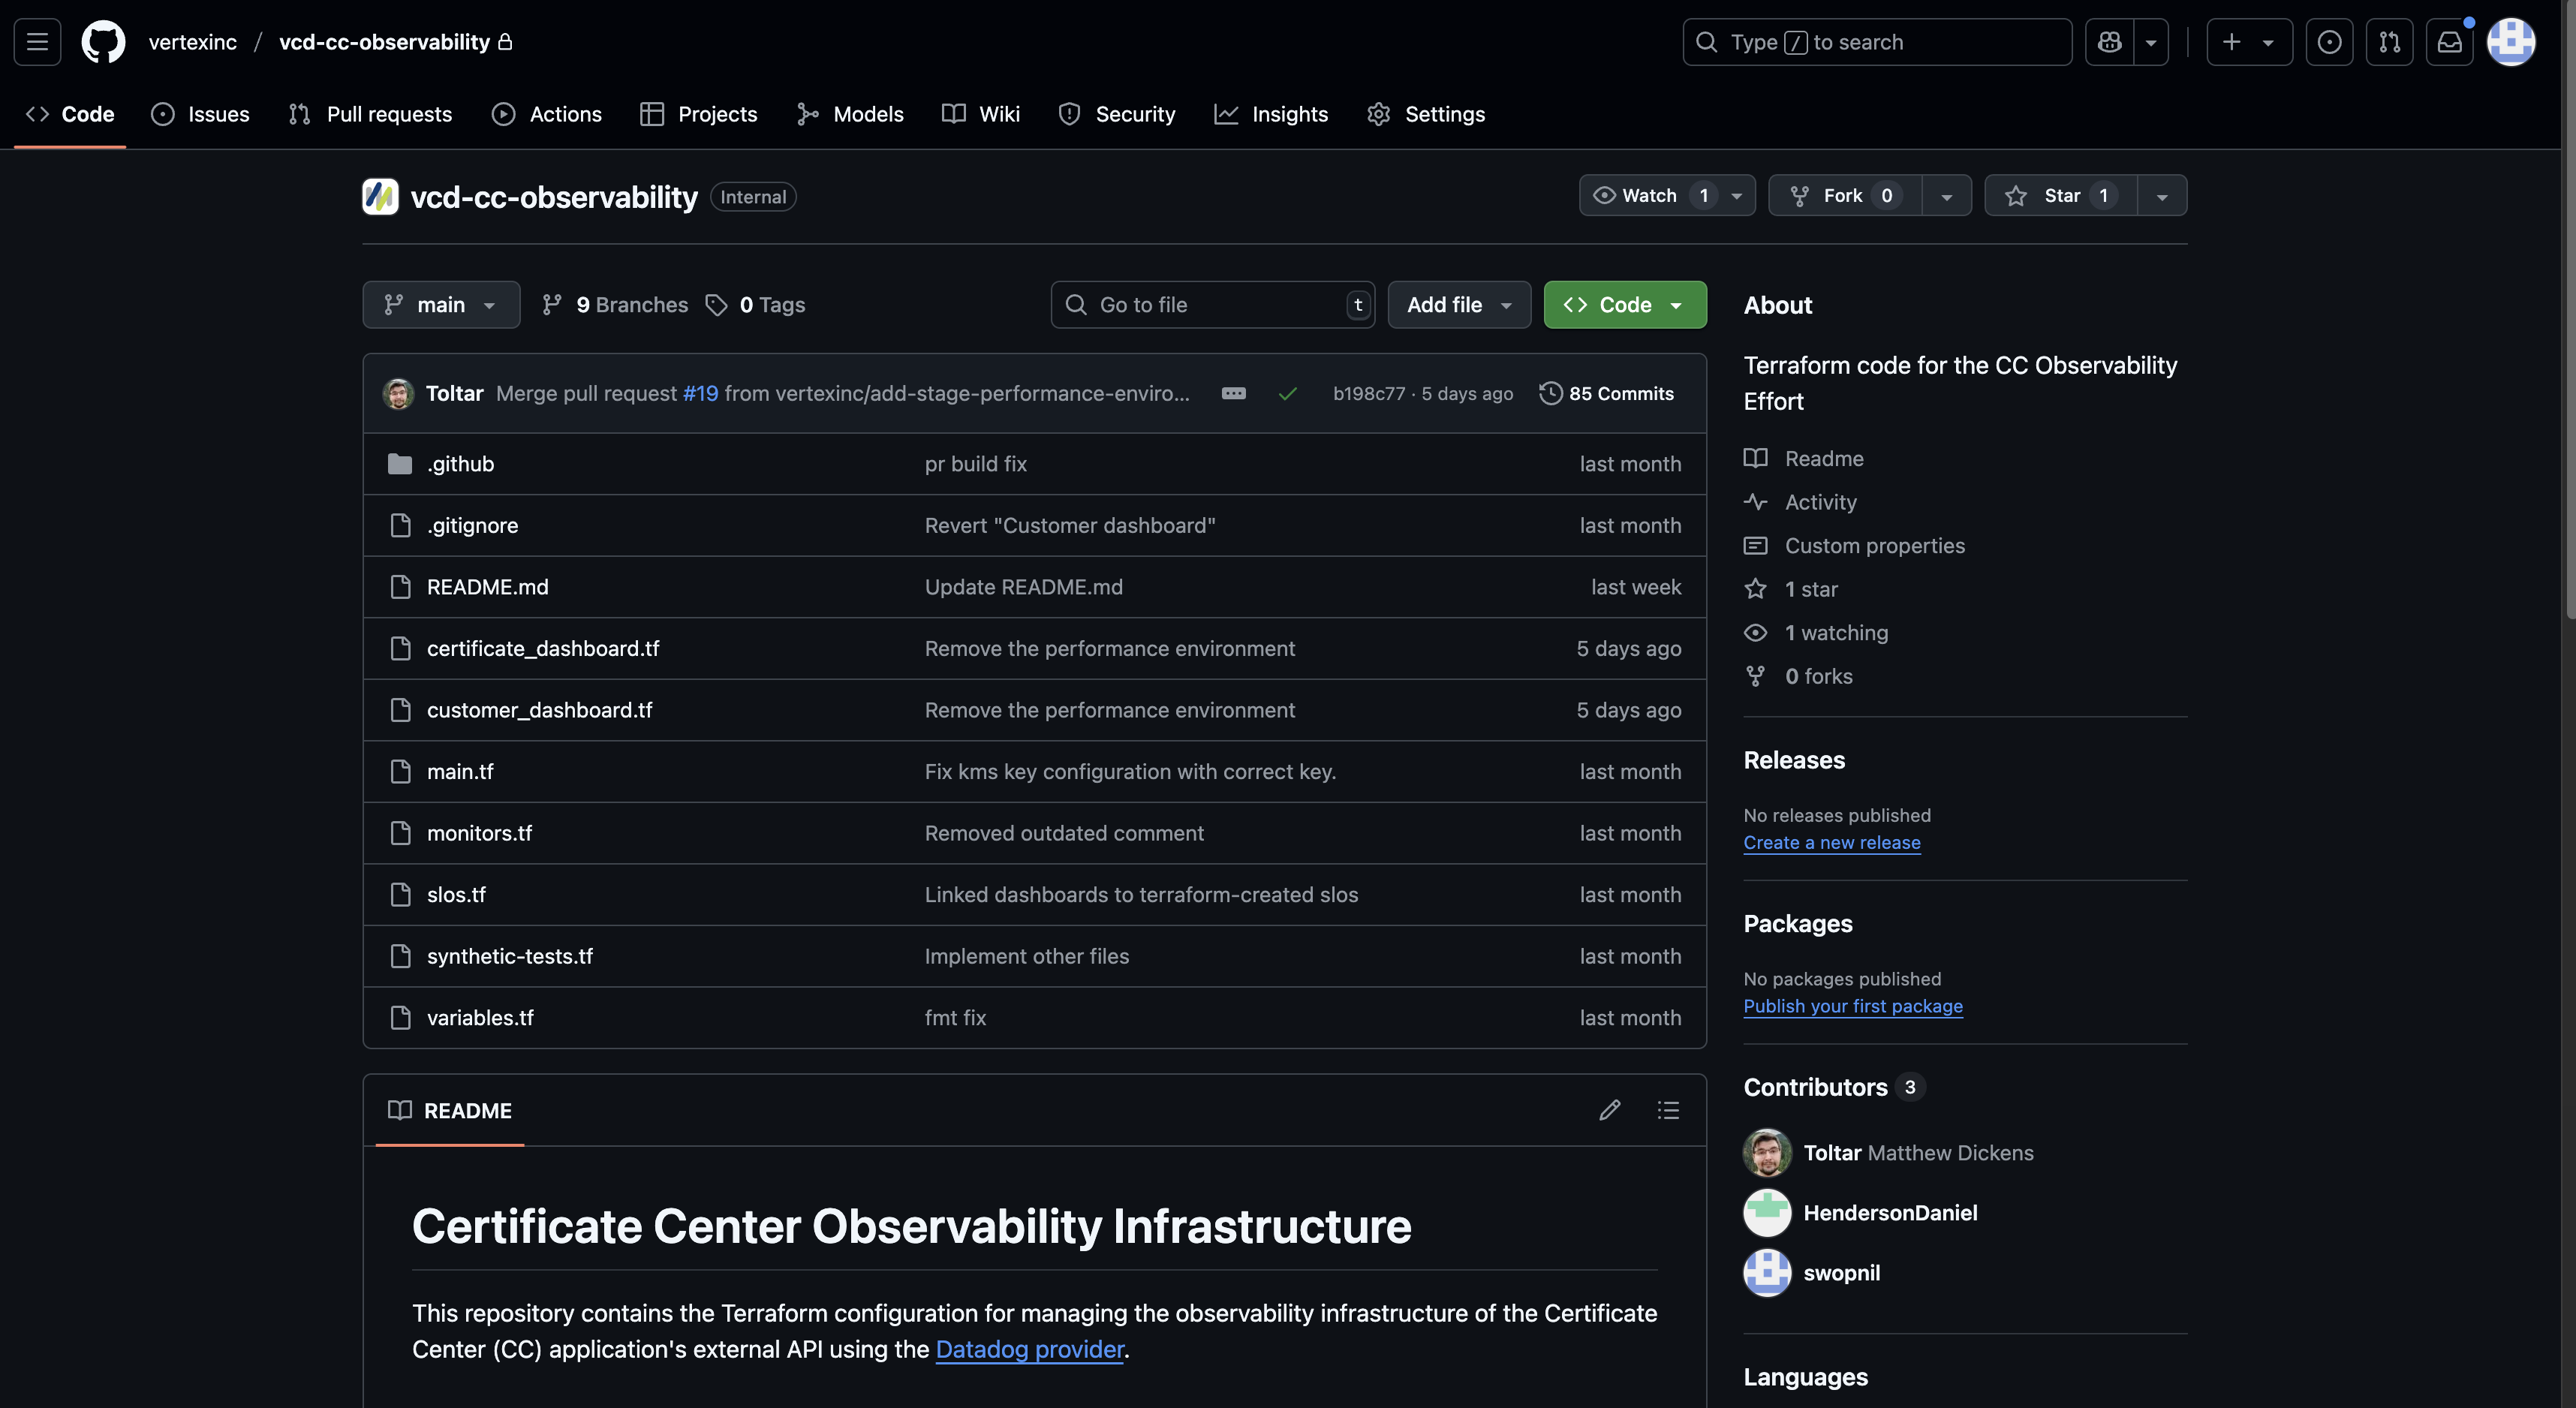 vertexinc / vcd-cc-observability
Type / to search
Code
Issues
Pull requests
Actions
Projects
Models
Wiki
Security
Insights
Settings
vcd-cc-observability Internal
Watch 1
Fork 0
Star 1
main
9 Branches
0 Tags
Go to file t
Add file
Code
Toltar Merge pull request #19 from vertexinc/add-stage-performance-enviro...
b198c77 · 5 days ago
85 Commits
.github pr build fix last month
.gitignore Revert "Customer dashboard" last month
README.md Update README.md last week
certificate_dashboard.tf Remove the performance environment 5 days ago
customer_dashboard.tf Remove the performance environment 5 days ago
main.tf Fix kms key configuration with correct key. last month
monitors.tf Removed outdated comment last month
slos.tf Linked dashboards to terraform-created slos last month
synthetic-tests.tf Implement other files last month
variables.tf fmt fix last month
README
Certificate Center Observability Infrastructure
This repository contains the Terraform configuration for managing the observability infrastructure of the Certificate
Center (CC) application's external API using the Datadog provider.
About
Terraform code for the CC Observability
Effort
Readme
Activity
Custom properties
1 star
1 watching
0 forks
Releases
No releases published
Create a new release
Packages
No packages published
Publish your first package
Contributors 3
Toltar Matthew Dickens
HendersonDaniel
swopnil
Languages